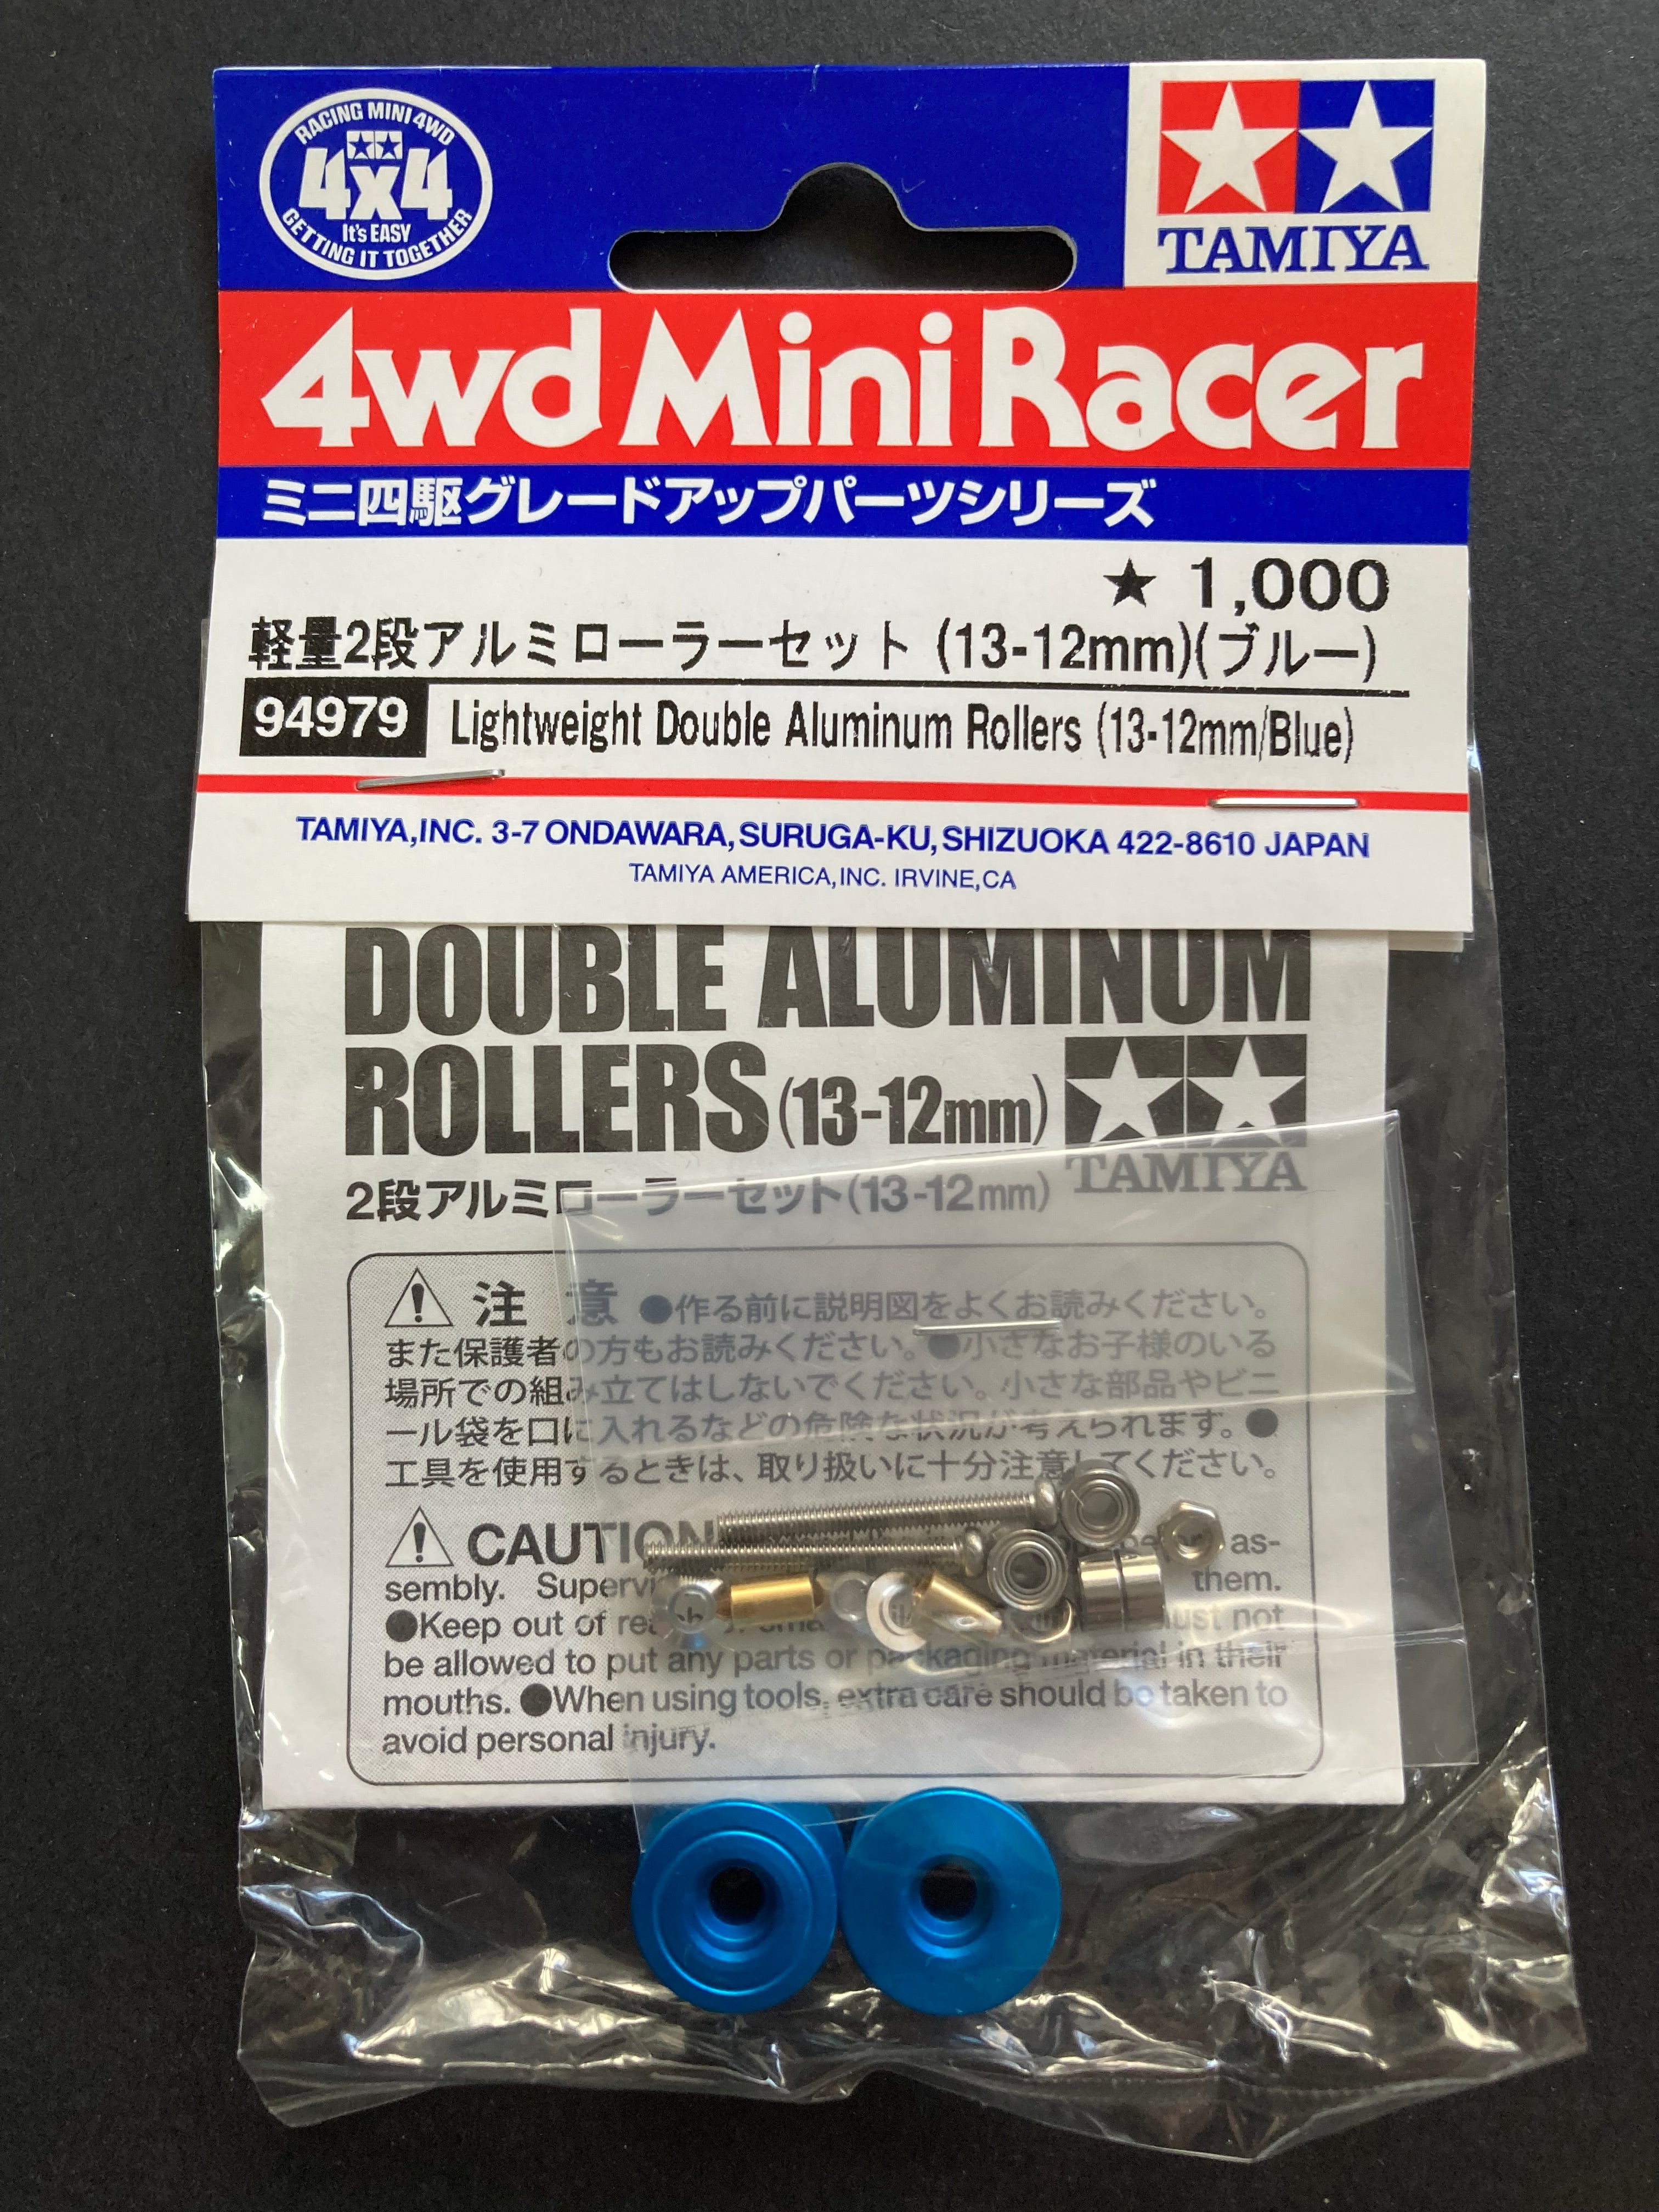 RACING MINI 4WD
4x4
It's EASY
GETTING IT TOGETHER
TAMIYA
4wd Mini Racer
ミニ四駆グレードアップパーツシリーズ
★ 1,000
軽量2段アルミローラーセット (13-12mm)(ブルー)
94979 Lightweight Double Aluminum Rollers (13-12mm/Blue)
TAMIYA,INC. 3-7 ONDAWARA, SURUGA-KU, SHIZUOKA 422-8610 JAPAN
TAMIYA AMERICA, INC. IRVINE, CA
DOUBLE ALUMINUM
ROLLERS (13-12mm)
TAMIYA
2段アルミローラーセット(13-12mm)
注意 ●作る前に説明図をよくお読みください。
また保護者の方もお読みください。●小さなお子様のいる
場所での組み立てはしないでください。小さな部品やビニ
ール袋を口に入れるなどの危険な状況が考えられます。●
工具を使用するときは、取り扱いに十分注意してください。
CAUTION as-
sembly. them.
●Keep out of must not
be allowed to put any parts or packaging material in their
mouths. ●When using tools, extra care should be taken to
avoid personal injury.